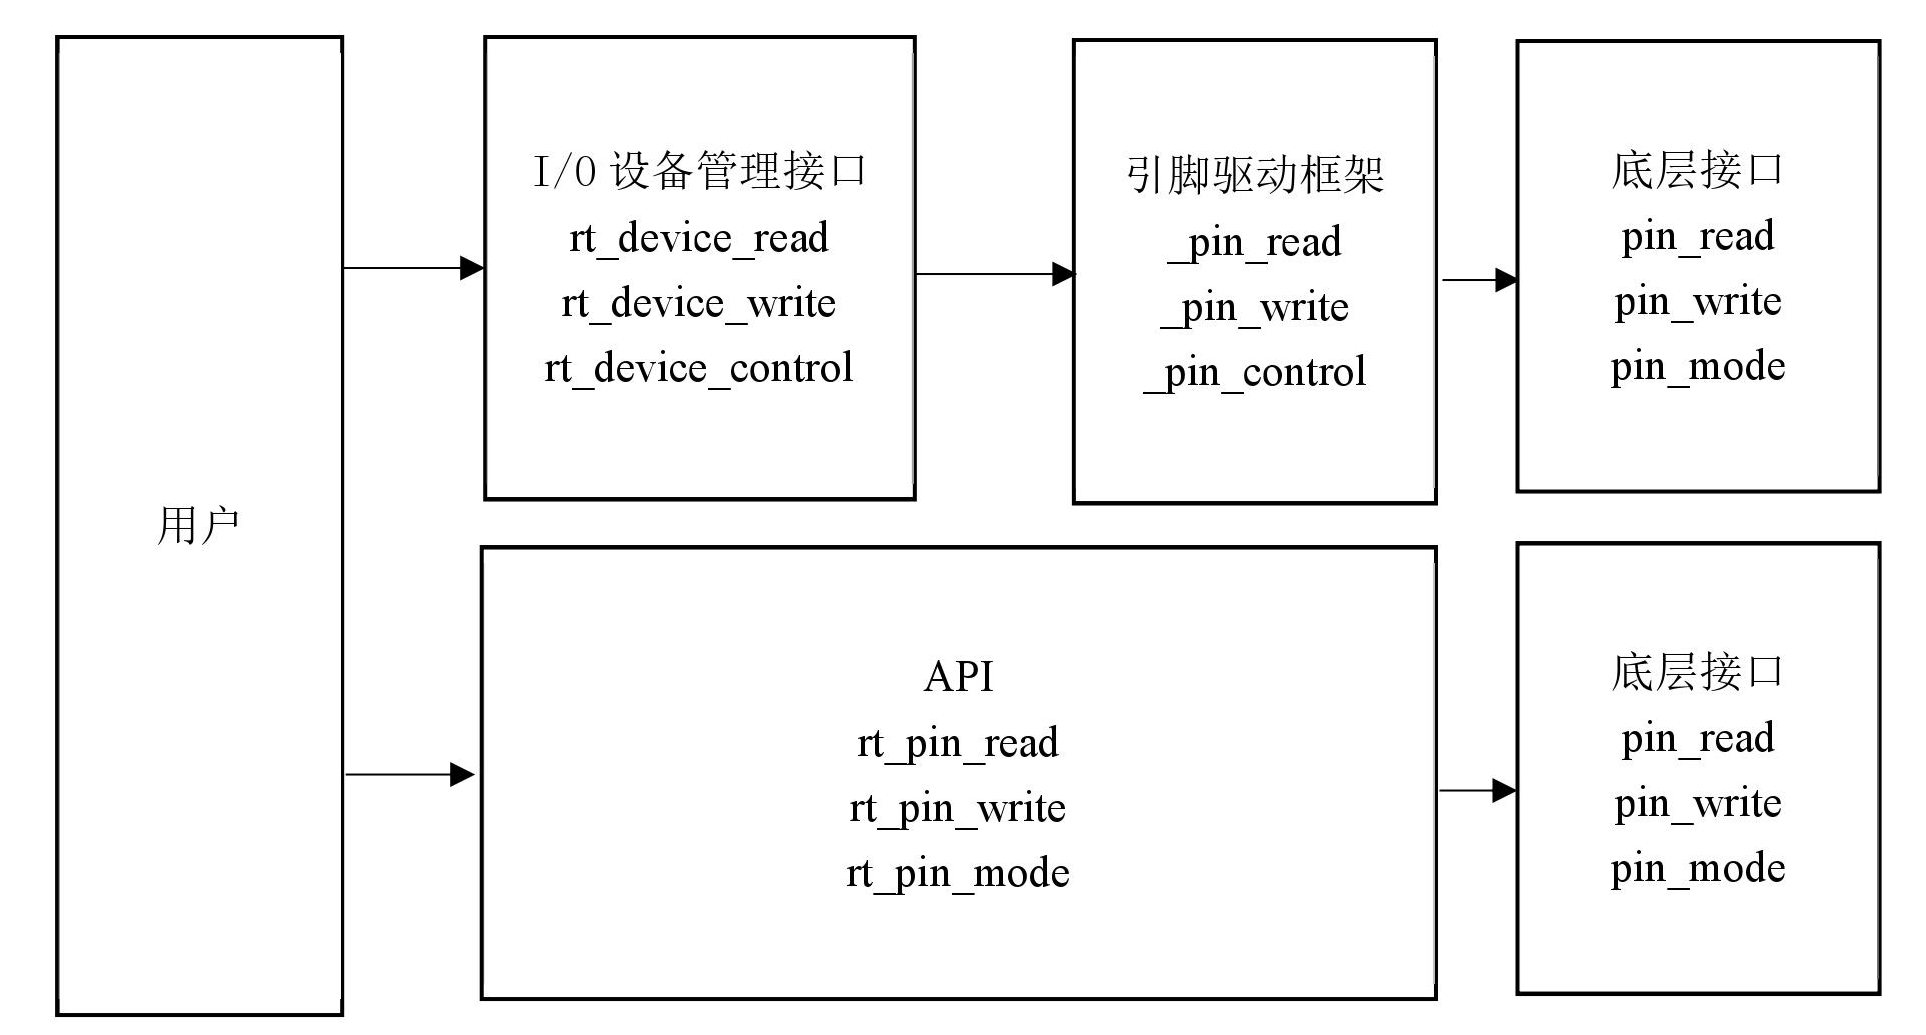 用户
I/O 设备管理接口
rt_device_read
rt_device_write
rt_device_control
引脚驱动框架
_pin_read
_pin_write
_pin_control
底层接口
pin_read
pin_write
pin_mode
API
rt_pin_read
rt_pin_write
rt_pin_mode
底层接口
pin_read
pin_write
pin_mode